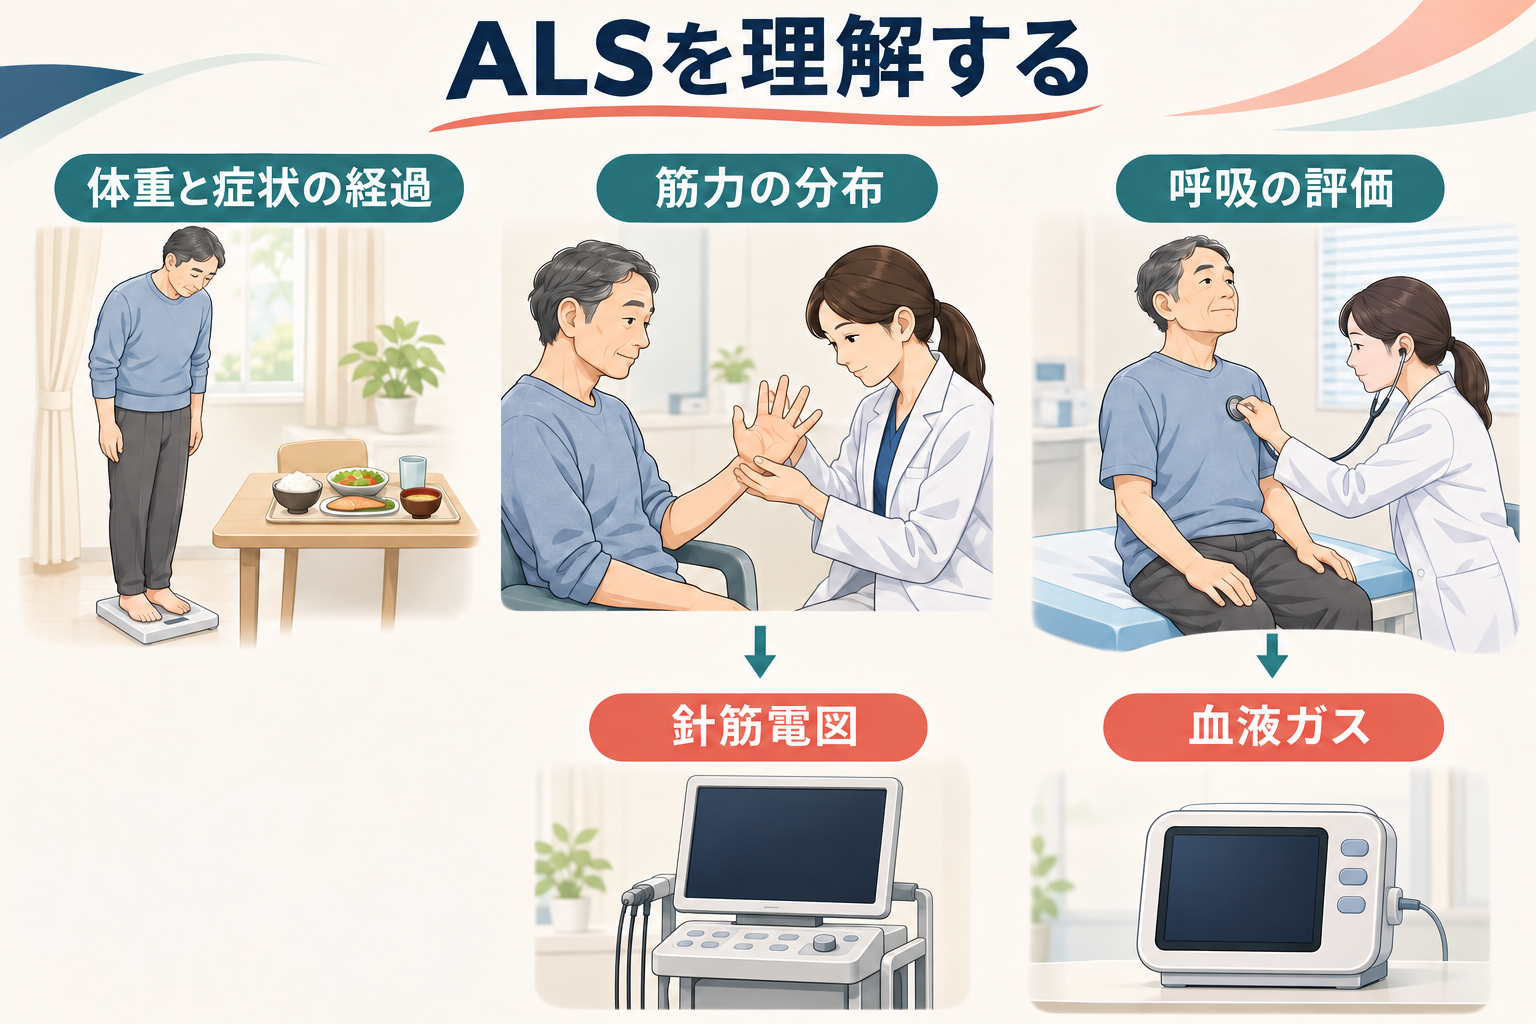 ALSを理解する
体重と症状の経過
筋力の分布
呼吸の評価
針筋電図
血液ガス